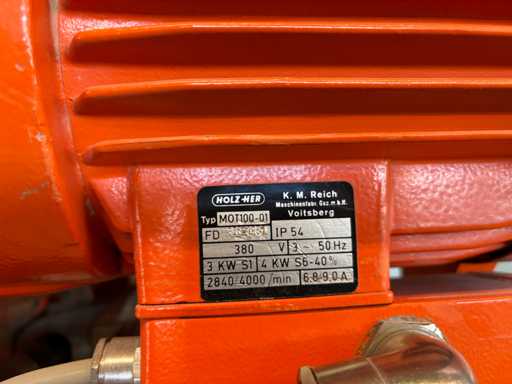 HOLZ-HER
K. M. Reich
Maschinenfabr. Ges. m.b.H.
Voitsberg
Typ MOT100-01
FD IP 54
380 V 3 ~ 50 Hz
3 KW S1 4 KW S6-40%
2840/4000/min 6,8-9,0 A